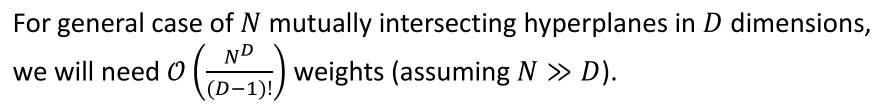 For general case of N mutually intersecting hyperplanes in D dimensions,
we will need 𝒪(N^D/(D−1)!) weights (assuming N ≫ D).